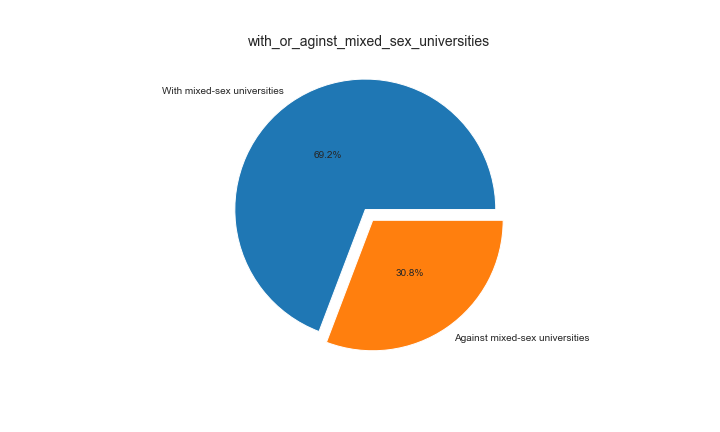 with_or_aginst_mixed_sex_universities
With mixed-sex universities
69.2%
30.8%
Against mixed-sex universities